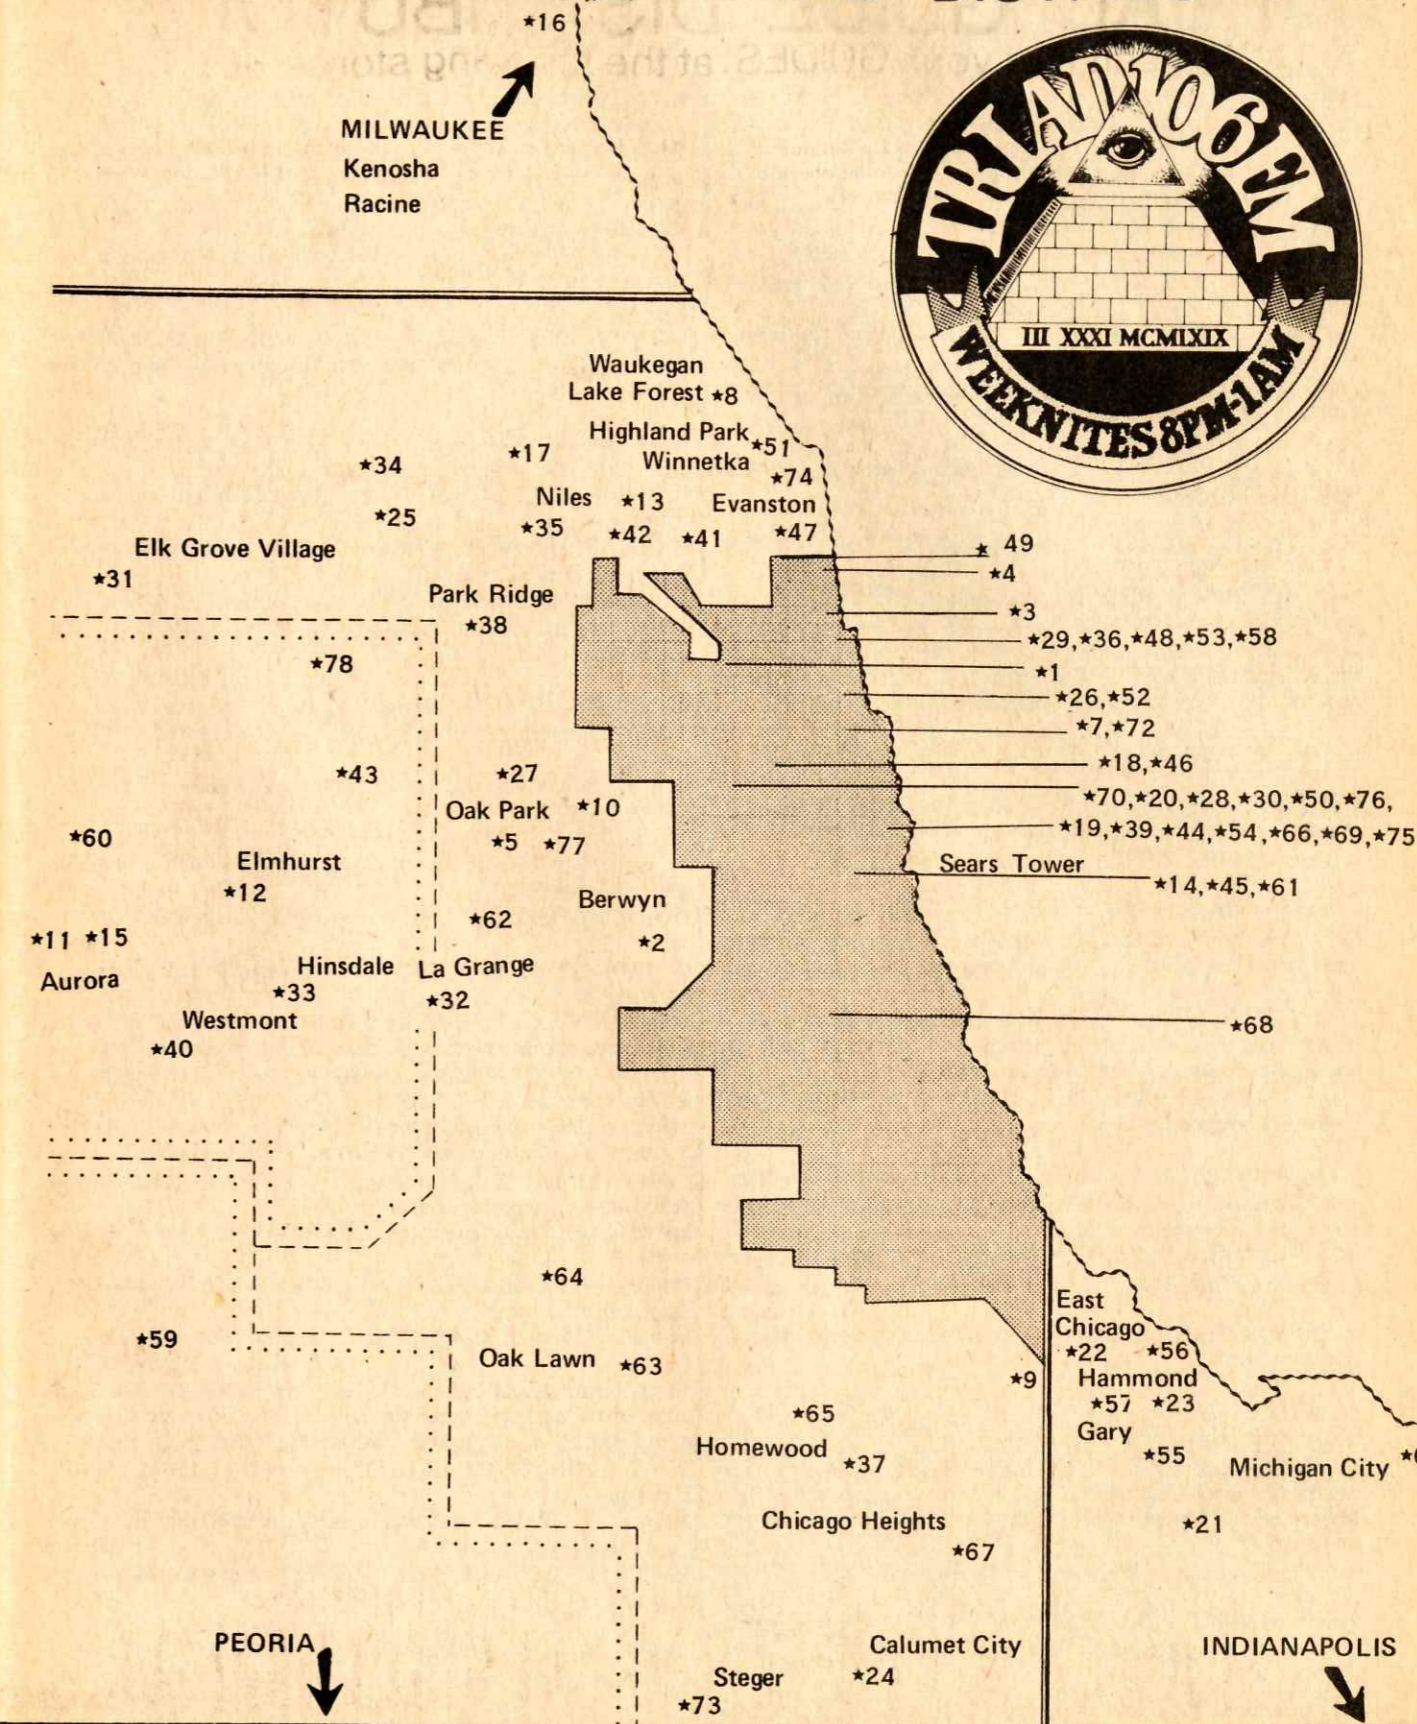 ★16
MILWAUKEE
Kenosha
Racine
TRIAD 106 FM
III XXXI MCMLXIX
WEEKNITES 8PM-1AM
Waukegan
Lake Forest ★8
Highland Park ★51
Winnetka
★74
★34
★17
Niles ★13 Evanston
★25
★35 ★42 ★41 ★47
Elk Grove Village
★31
★ 49
★4
Park Ridge
★38
★3
★29,★36,★48,★53,★58
★78
★1
★26,★52
★7,★72
★18,★46
★43
★27
★70,★20,★28,★30,★50,★76,
Oak Park ★10
★19,★39,★44,★54,★66,★69,★75
★60
★5 ★77
Elmhurst
★12
Sears Tower
★14,★45,★61
Berwyn
★62
★2
★11 ★15
Aurora
Hinsdale
★33
La Grange
★32
Westmont
★40
★68
★64
★59
Oak Lawn ★63
East
Chicago
★22 ★56
★9
Hammond
★57 ★23
Gary
★55
★65
Homewood
★37
Michigan City
Chicago Heights
★67
★21
PEORIA
Calumet City
★24
INDIANAPOLIS
Steger
★73